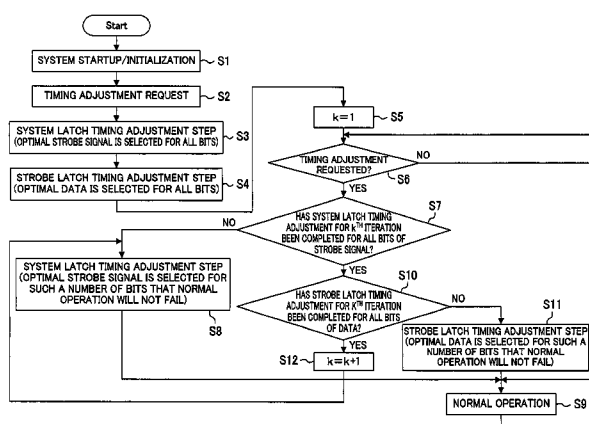 Start
SYSTEM STARTUP/INITIALIZATION
S1
TIMING ADJUSTMENT REQUEST
S2
SYSTEM LATCH TIMING ADJUSTMENT STEP
(OPTIMAL STROBE SIGNAL IS SELECTED FOR ALL BITS)
S3
STROBE LATCH TIMING ADJUSTMENT STEP
(OPTIMAL DATA IS SELECTED FOR ALL BITS)
S4
k=1
S5
TIMING ADJUSTMENT
REQUESTED?
NO
S6
YES
S7
HAS SYSTEM LATCH TIMING
ADJUSTMENT FOR kTH ITERATION
BEEN COMPLETED FOR ALL BITS OF
STROBE SIGNAL?
NO
YES
SYSTEM LATCH TIMING ADJUSTMENT STEP
(OPTIMAL STROBE SIGNAL IS SELECTED FOR
SUCH A NUMBER OF BITS THAT NORMAL
OPERATION WILL NOT FAIL)
S8
S10
HAS STROBE LATCH TIMING
ADJUSTMENT FOR KTH ITERATION
BEEN COMPLETED FOR ALL BITS
OF DATA?
NO
YES
S11
STROBE LATCH TIMING ADJUSTMENT STEP
(OPTIMAL DATA IS SELECTED FOR SUCH A
NUMBER OF BITS THAT NORMAL
OPERATION WILL NOT FAIL)
S12
k=k+1
NORMAL OPERATION
S9